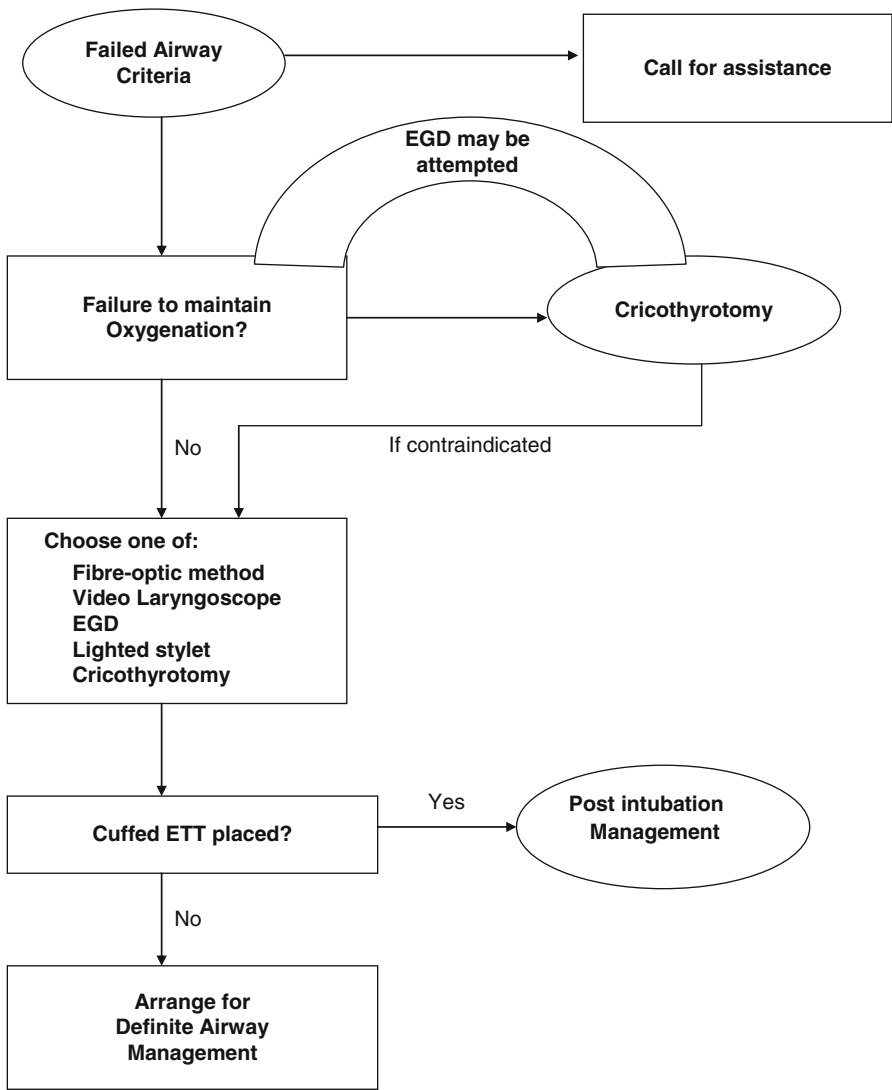 Failed Airway
Criteria
Call for assistance
EGD may be
attempted
Failure to maintain
Oxygenation?
Cricothyrotomy
No
If contraindicated
Choose one of:
Fibre-optic method
Video Laryngoscope
EGD
Lighted stylet
Cricothyrotomy
Cuffed ETT placed?
Yes
Post intubation
Management
No
Arrange for
Definite Airway
Management